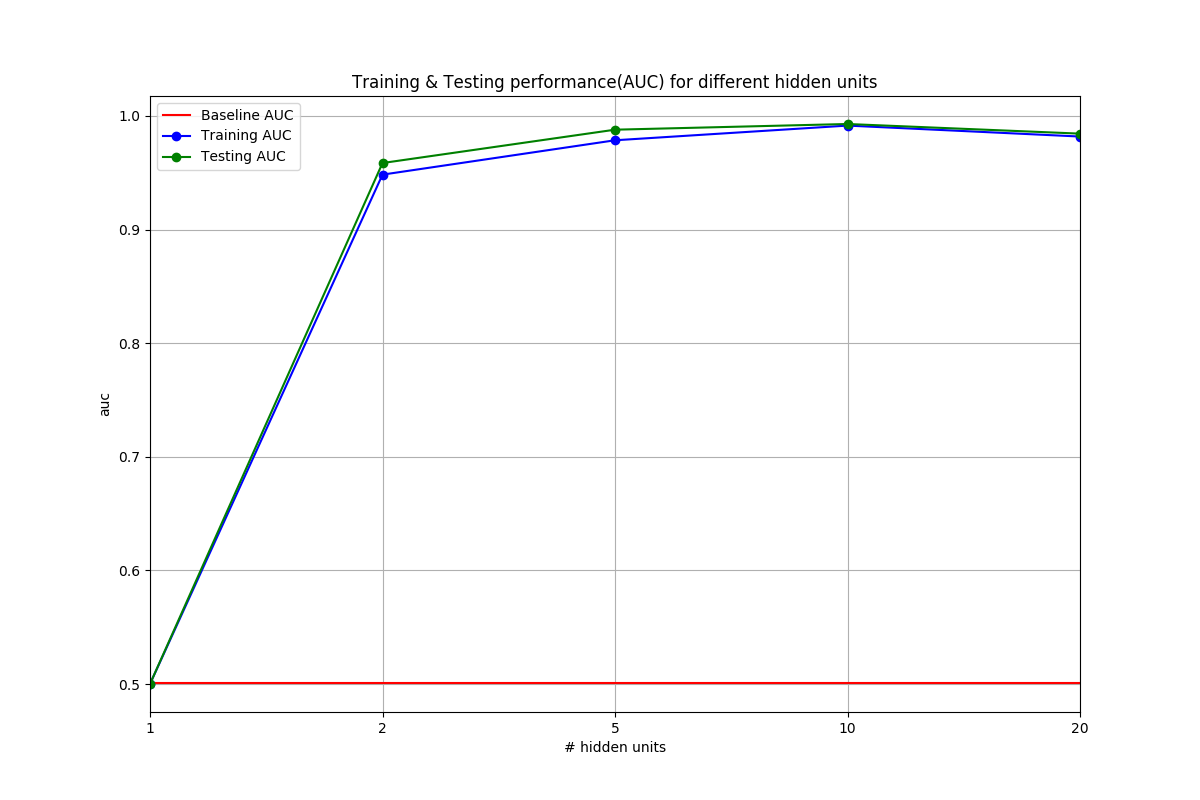 Training & Testing performance(AUC) for different hidden units
Baseline AUC
Training AUC
Testing AUC
1.0
0.9
0.8
0.7
0.6
0.5
auc
1 2 5 10 20
# hidden units